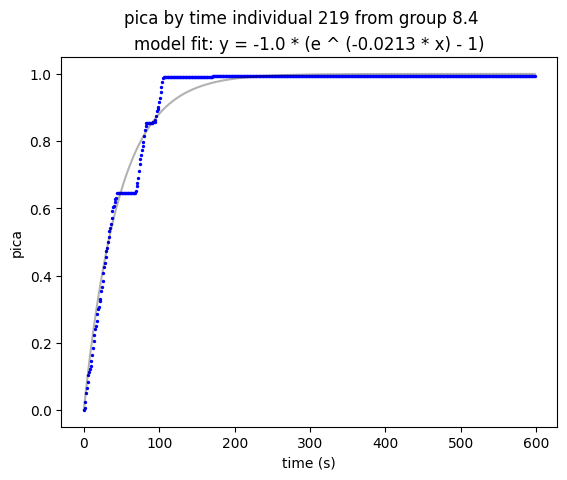 pica by time individual 219 from group 8.4
model fit: y = -1.0 * (e ^ (-0.0213 * x) - 1)
1.0
0.8
0.6
0.4
0.2
0.0
pica
0 100 200 300 400 500 600
time (s)